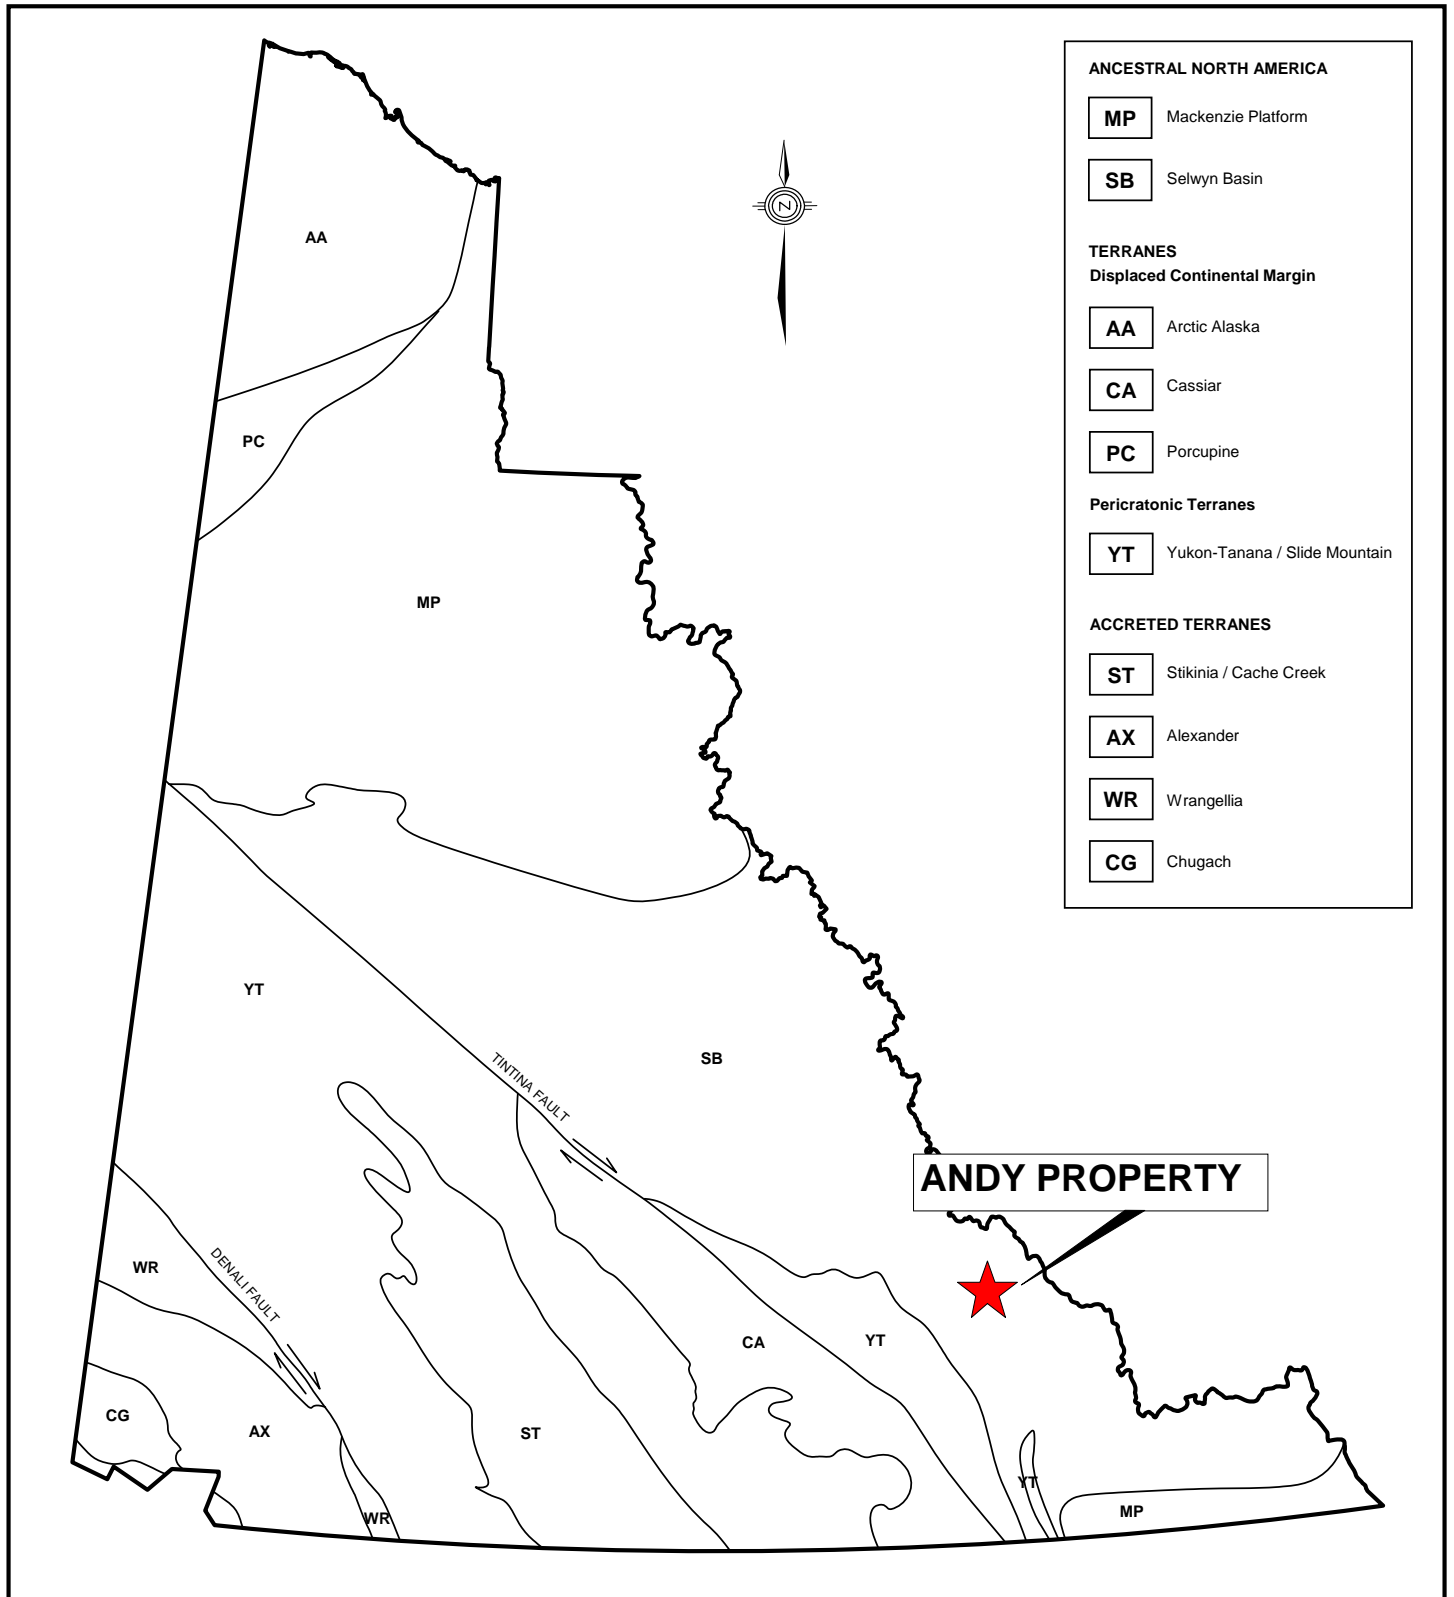 ANCESTRAL NORTH AMERICA
MP Mackenzie Platform
SB Selwyn Basin
TERRANES
Displaced Continental Margin
AA Arctic Alaska
CA Cassiar
PC Porcupine
Pericratonic Terranes
YT Yukon-Tanana / Slide Mountain
ACCRETED TERRANES
ST Stikinia / Cache Creek
AX Alexander
WR Wrangellia
CG Chugach
N
AA
PC
MP
YT
SB
TINTINA FAULT
ANDY PROPERTY
WR
DENALI FAULT
CA
YT
CG
AX
ST
YT
MP
WR